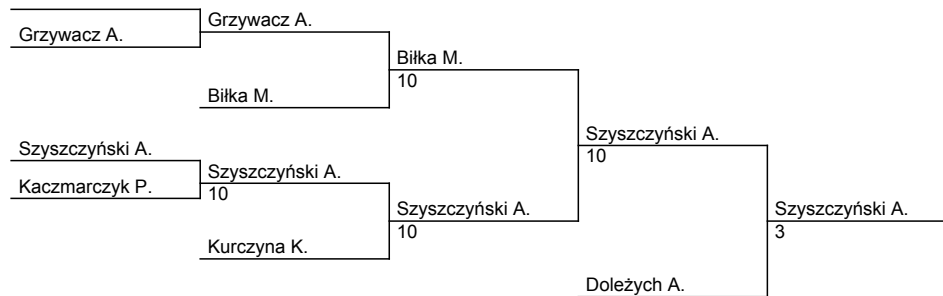 Grzywacz A.
Grzywacz A.
Biłka M.
10
Biłka M.
Szyszczyński A.
10
Szyszczyński A.
Kaczmarczyk P.
Szyszczyński A.
10
Szyszczyński A.
10
Szyszczyński A.
3
Kurczyna K.
Doleżych A.